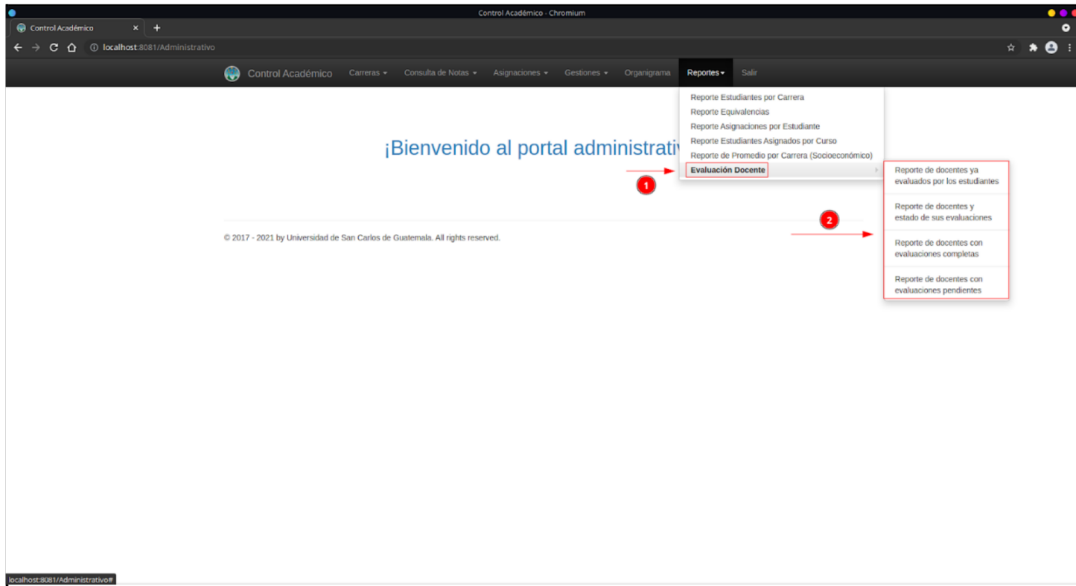 Control Académico - Chromium
Control Académico
localhost:8081/Administrativo
Control Académico Carreras Consulta de Notas Asignaciones Gestiones Organigrama Reportes Salir
Reporte Estudiantes por Carrera
Reporte Equivalencias
Reporte Asignaciones por Estudiante
Reporte Estudiantes Asignados por Curso
Reporte de Promedio por Carrera (Socioeconómico)
Evaluación Docente
¡Bienvenido al portal administrati
1
Reporte de docentes ya
evaluados por los estudiantes
Reporte de docentes y
estado de sus evaluaciones
2
Reporte de docentes con
evaluaciones completas
Reporte de docentes con
evaluaciones pendientes
© 2017 - 2021 by Universidad de San Carlos de Guatemala. All rights reserved.
localhost:8081/Administrativo#